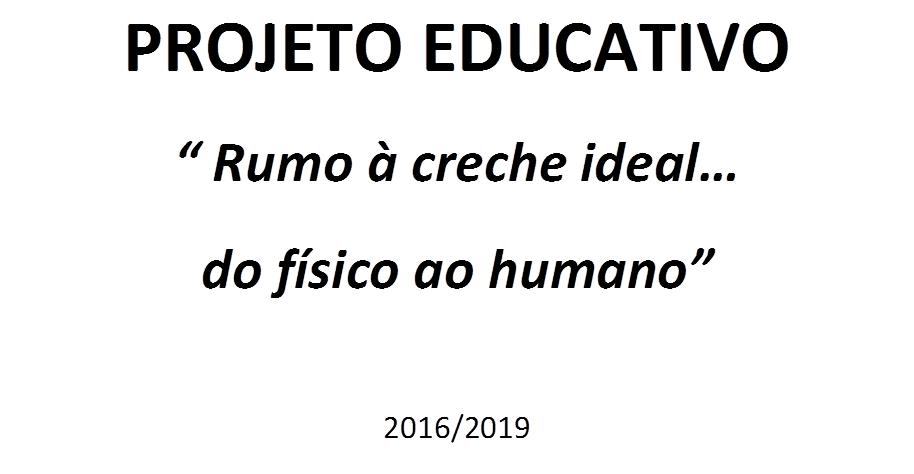 PROJETO EDUCATIVO
“ Rumo à creche ideal…
do físico ao humano”
2016/2019